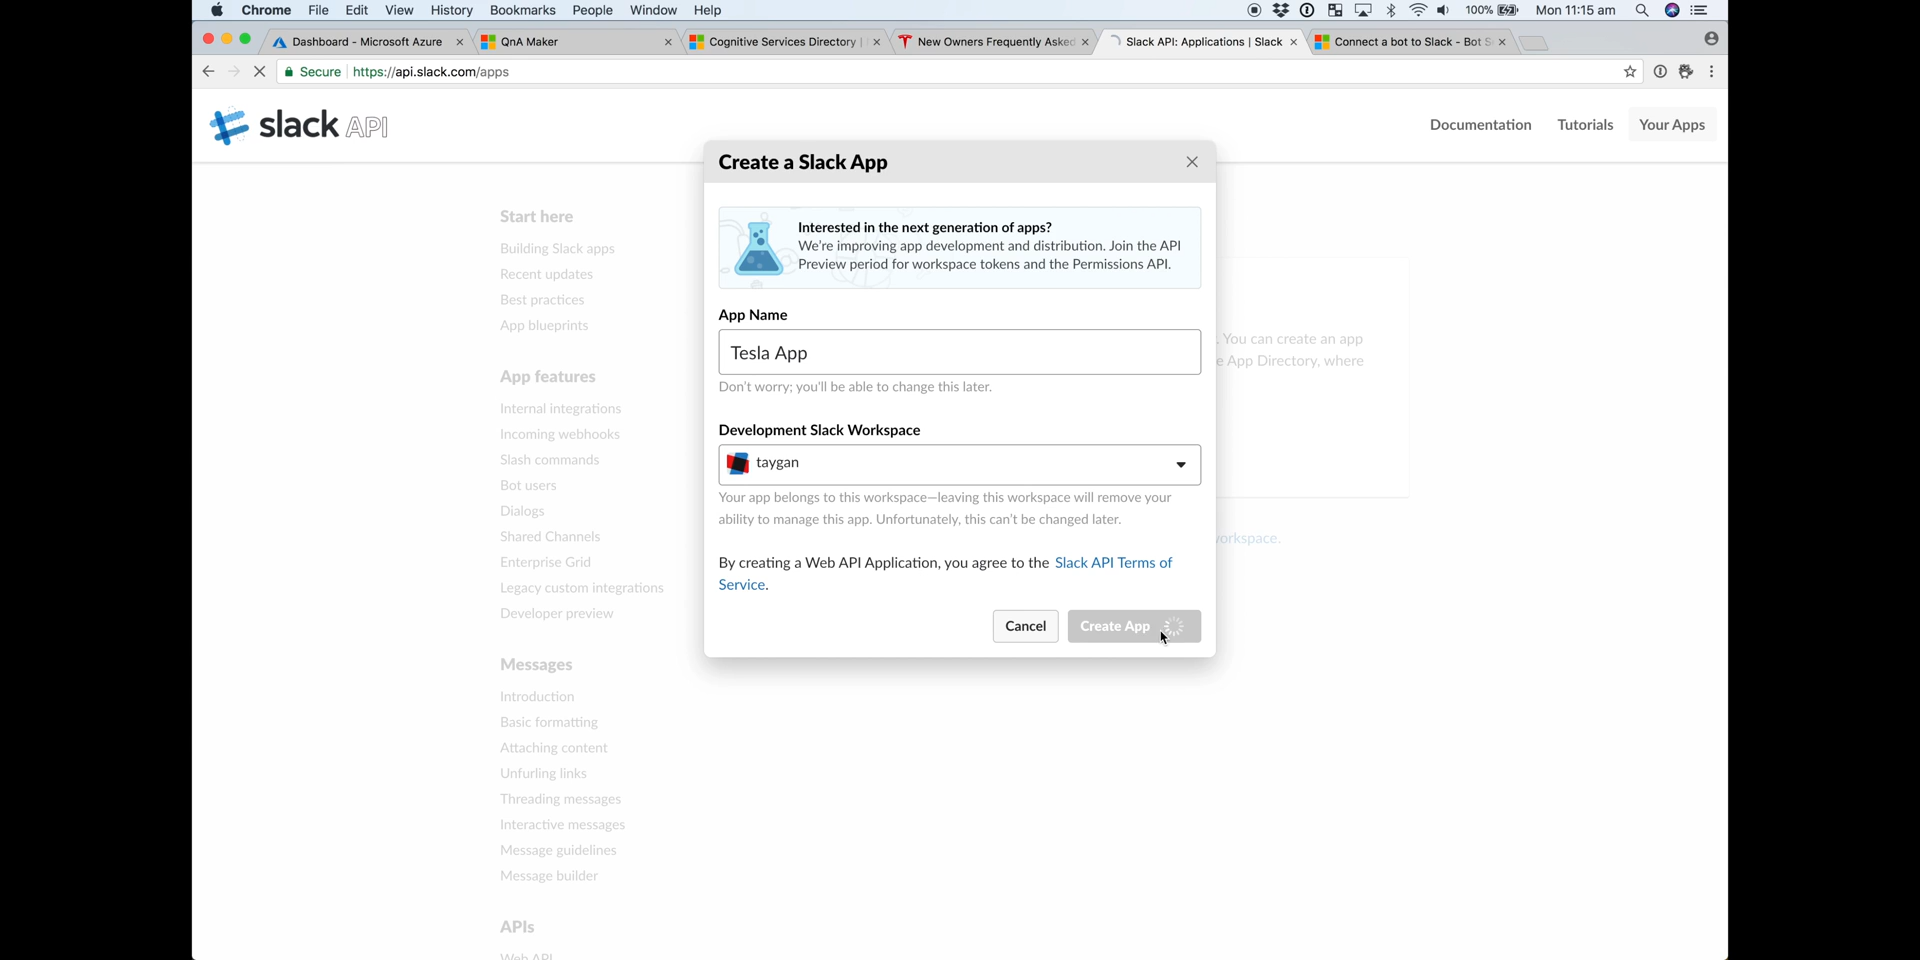 Chrome File Edit View History Bookmarks People Window Help 100% Mon 11:15 am
Dashboard - Microsoft Azure QnA Maker Cognitive Services Directory | New Owners Frequently Asked Slack API: Applications | Slack Connect a bot to Slack - Bot S
Secure https://api.slack.com/apps
slack API Documentation Tutorials Your Apps
Create a Slack App
Interested in the next generation of apps?
We're improving app development and distribution. Join the API
Preview period for workspace tokens and the Permissions API.
App Name
Tesla App
Don't worry; you'll be able to change this later.
Development Slack Workspace
taygan
Your app belongs to this workspace—leaving this workspace will remove your
ability to manage this app. Unfortunately, this can't be changed later.
By creating a Web API Application, you agree to the Slack API Terms of
Service.
Cancel Create App
Start here
Building Slack apps
Recent updates
Best practices
App blueprints
App features
Internal integrations
Incoming webhooks
Slash commands
Bot users
Dialogs
Shared Channels
Enterprise Grid
Legacy custom integrations
Developer preview
Messages
Introduction
Basic formatting
Attaching content
Unfurling links
Threading messages
Interactive messages
Message guidelines
Message builder
APIs
Web API
. You can create an app
e App Directory, where
workspace.